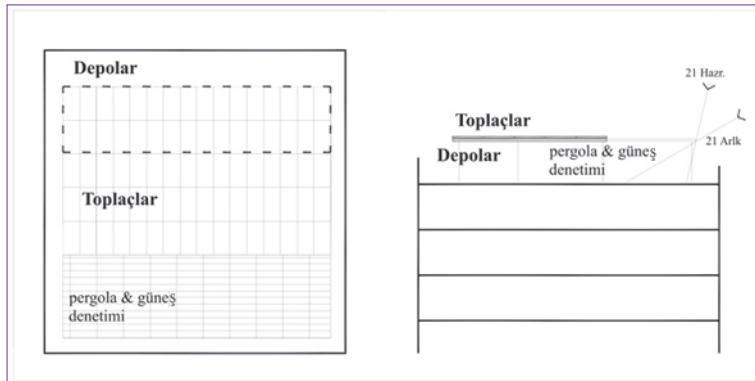 Depolar
Toplaçlar
pergola & güneş
denetimi
21 Hazr.
Toplaçlar
21 Arlk
Depolar
pergola & güneş
denetimi